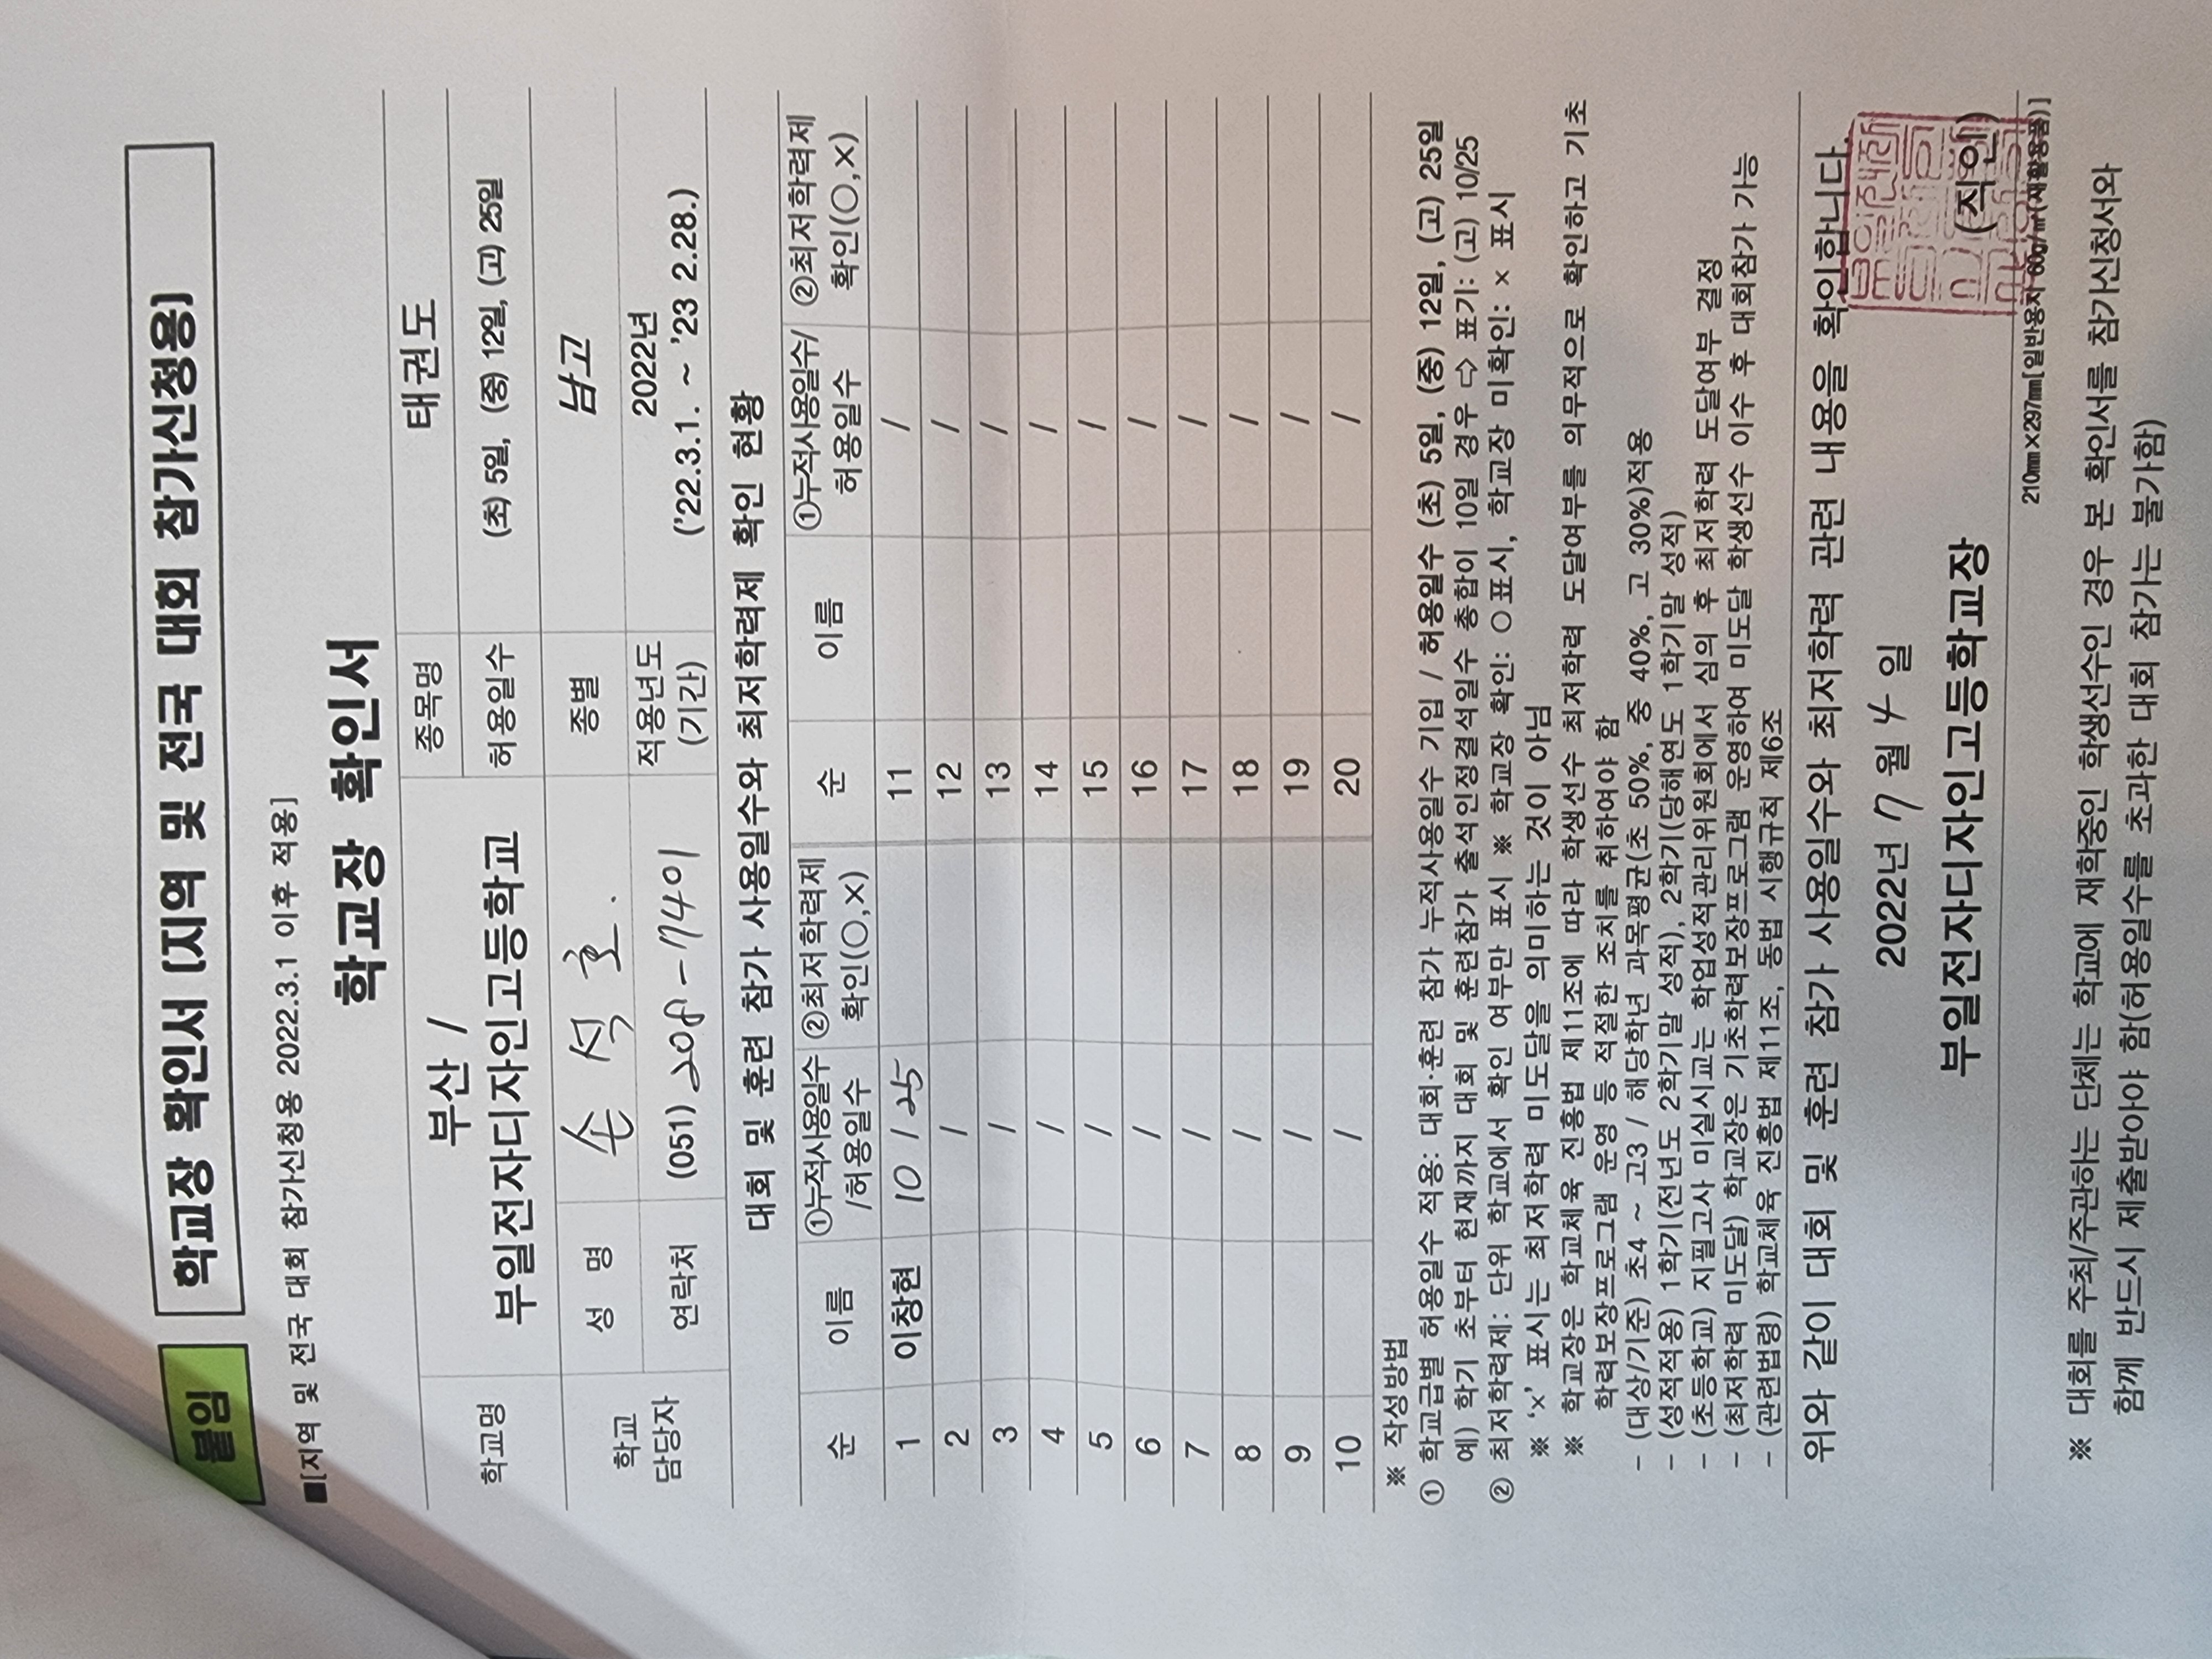 붙임
학교장 확인서 (지역 및 전국 대회 참가신청용)
■[지역 및 전국 대회 참가신청용 2022.3.1 이후 적용]
학교장 확인서
학교명 부산 / 종목명 태권도
부일전자디자인고등학교 허용일수 (초) 5일, (중) 12일, (고) 25일
학교 담당자 성 명 손석호. 종별 남고
연락처 (051) 208-7401 적용년도 (기간) 2022년
('22.3.1. ~ '23 2.28.)
대회 및 훈련 참가 사용일수와 최저학력제 확인 현황
순 이름 ①누적사용일수 /허용일수 ②최저학력제 확인(○,×) 순 이름 ①누적사용일수/ 허용일수 ②최저학력제 확인(○,×)
1 이창현 10 / 25 11 /
2 / 12 /
3 / 13 /
4 / 14 /
5 / 15 /
6 / 16 /
7 / 17 /
8 / 18 /
9 / 19 /
10 / 20 /
※ 작성방법
① 학교급별 허용일수 적용: 대회·훈련 참가 누적사용일수 기입 / 허용일수 (초) 5일, (중) 12일, (고) 25일
예) 학기 초부터 현재까지 대회 및 훈련참가 출석인정결석일수 총합이 10일 경우 ⇨ 표기: (고) 10/25
② 최저학력제: 단위 학교에서 확인 여부만 표시 ※ 학교장 확인: ○표시, 학교장 미확인: × 표시
※ '×' 표시는 최저학력 미도달을 의미하는 것이 아님
※ 학교장은 학교체육 진흥법 제11조에 따라 학생선수 최저학력 도달여부를 의무적으로 확인하고 기초
학력보장프로그램 운영 등 적절한 조치를 취하여야 함
- (대상/기준) 초4 ~ 고3 / 해당학년 과목평균(초 50%, 중 40%, 고 30%)적용
- (성적적용) 1학기(전년도 2학기말 성적), 2학기(당해연도 1학기말 성적)
- (초등학교) 지필고사 미실시교는 학업성적관리위원회에서 심의 후 최저학력 도달여부 결정
- (최저학력 미도달) 학교장은 기초학력보장프로그램 운영하여 미도달 학생선수 이수 후 대회참가 가능
- (관련법령) 학교체육 진흥법 제11조, 동법 시행규칙 제6조
위와 같이 대회 및 훈련 참가 사용일수와 최저학력 관련 내용을 확인합니다.
2022년 7월 4일
부일전자디자인고등학교장 (직인)
210㎜×297㎜[일반용지 60g/㎡(재활용품)]
※ 대회를 주최/주관하는 단체는 학교에 재학중인 학생선수인 경우 본 확인서를 참가신청서와
함께 반드시 제출받아야 함(허용일수를 초과한 대회 참가는 불가함)